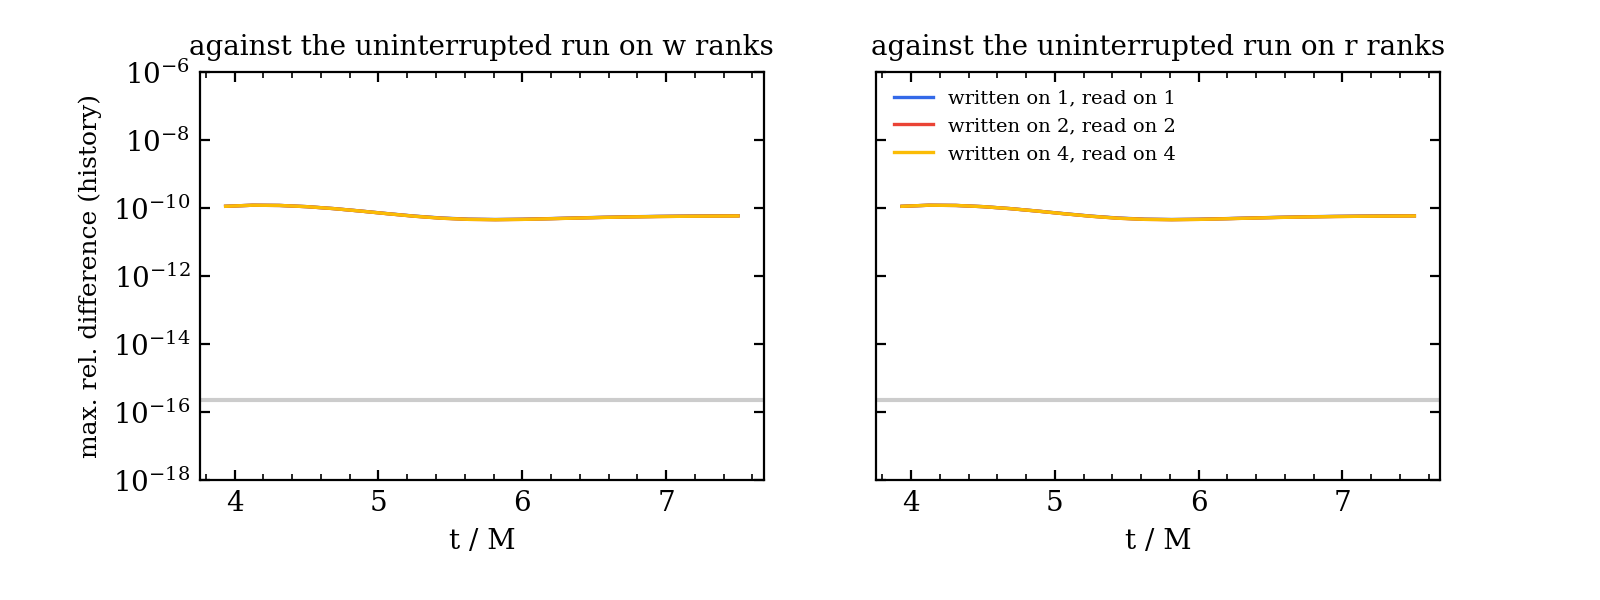 against the uninterrupted run on w ranks
against the uninterrupted run on r ranks
max. rel. difference (history)
10⁻⁶
10⁻⁸
10⁻¹⁰
10⁻¹²
10⁻¹⁴
10⁻¹⁶
10⁻¹⁸
written on 1, read on 1
written on 2, read on 2
written on 4, read on 4
4 5 6 7
4 5 6 7
t / M
t / M